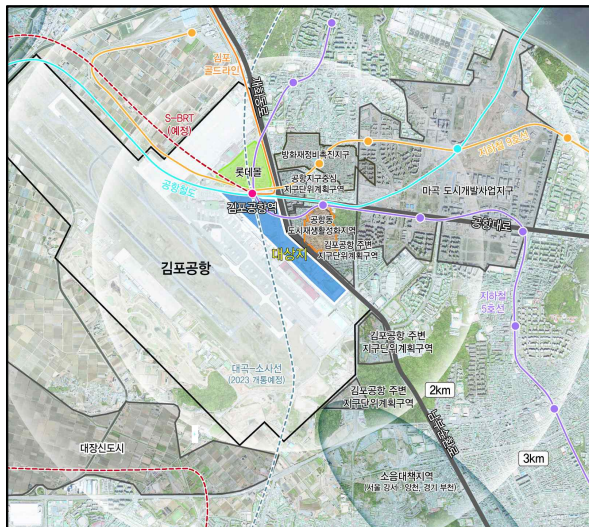 김포
골드라인
개화동로
S-BRT
(예정)
지하철 9호선
방화재정비촉진지구
롯데몰
공항지구중심
지구단위계획구역
마곡 도시개발사업지구
공항철도
김포공항역
공항동
도시재생활성화지역
공항대로
대상지
김포공항 주변
지구단위계획구역
김포공항
지하철
5호선
김포공항 주변
지구단위계획구역
대곡-소사선
(2023 개통예정)
김포공항 주변
지구단위계획구역
2km
남부순환로
대장신도시
3km
소음대책지역
(서울 강서·양천, 경기 부천)